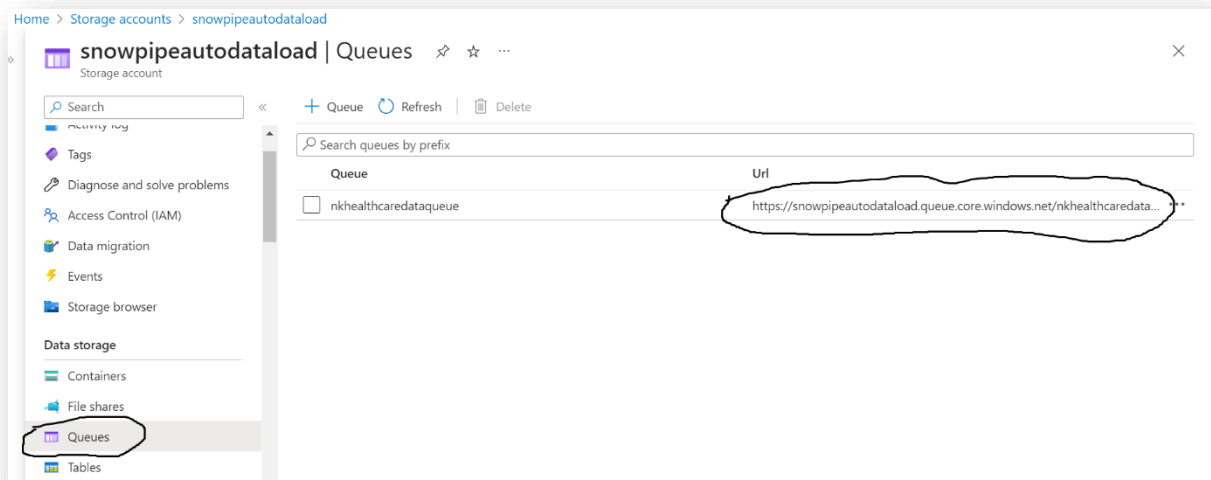 Home > Storage accounts > snowpipeautodataload
snowpipeautodataload | Queues
Storage account
Search
Activity log
Tags
Diagnose and solve problems
Access Control (IAM)
Data migration
Events
Storage browser
Data storage
Containers
File shares
Queues
Tables
Queue Refresh Delete
Search queues by prefix
Queue Url
nkhealthcaredataqueue https://snowpipeautodataload.queue.core.windows.net/nkhealthcaredata...